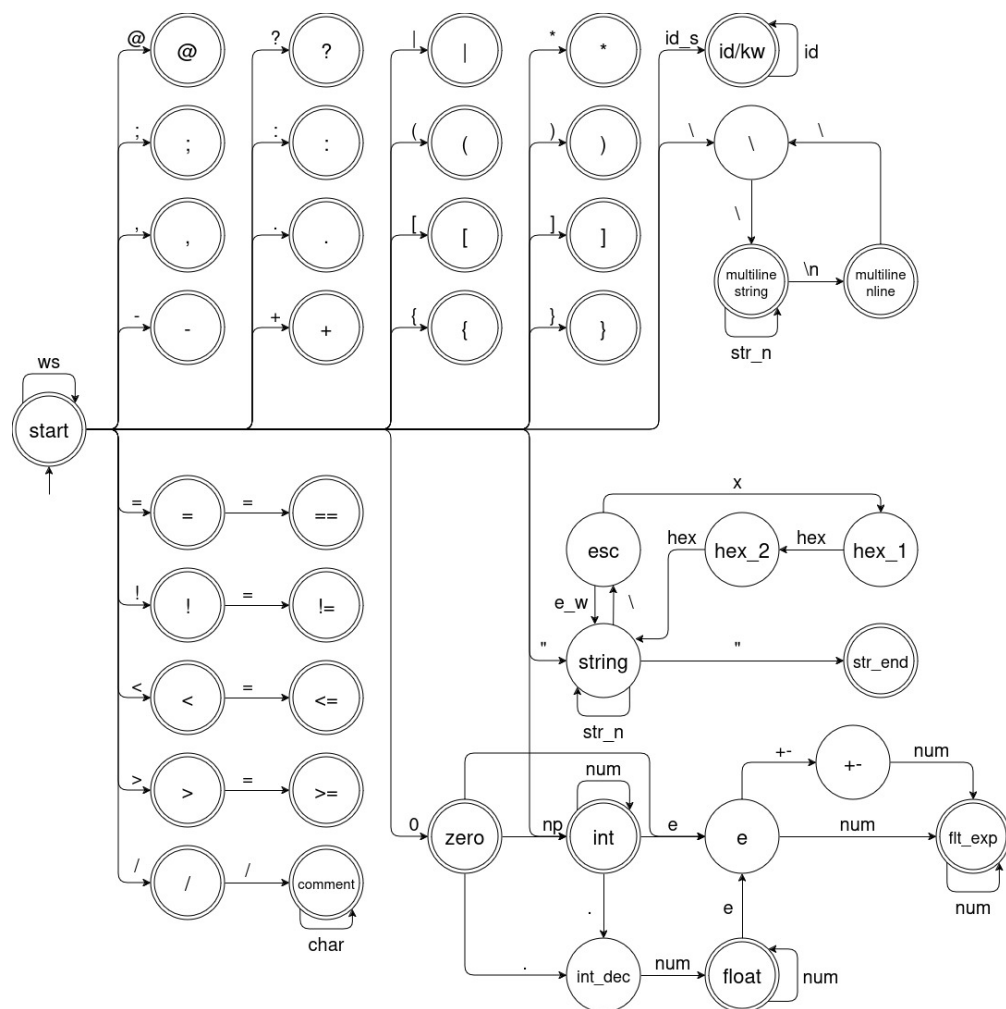 @ @ ? ? | | * * id_s id/kw id
; ; : : ( ( ) ) \ \ \
, , . . [ [ ] ] \
multiline string \n multiline nline
- - + + { { } } str_n
ws
start
x
= = = == esc hex hex_2 hex hex_1
! ! = != e_w \
" string " str_end
< < = <= str_n
> > = >= num +- +- num
0 zero np int e e num flt_exp
/ / / comment . e num
char . int_dec num float num